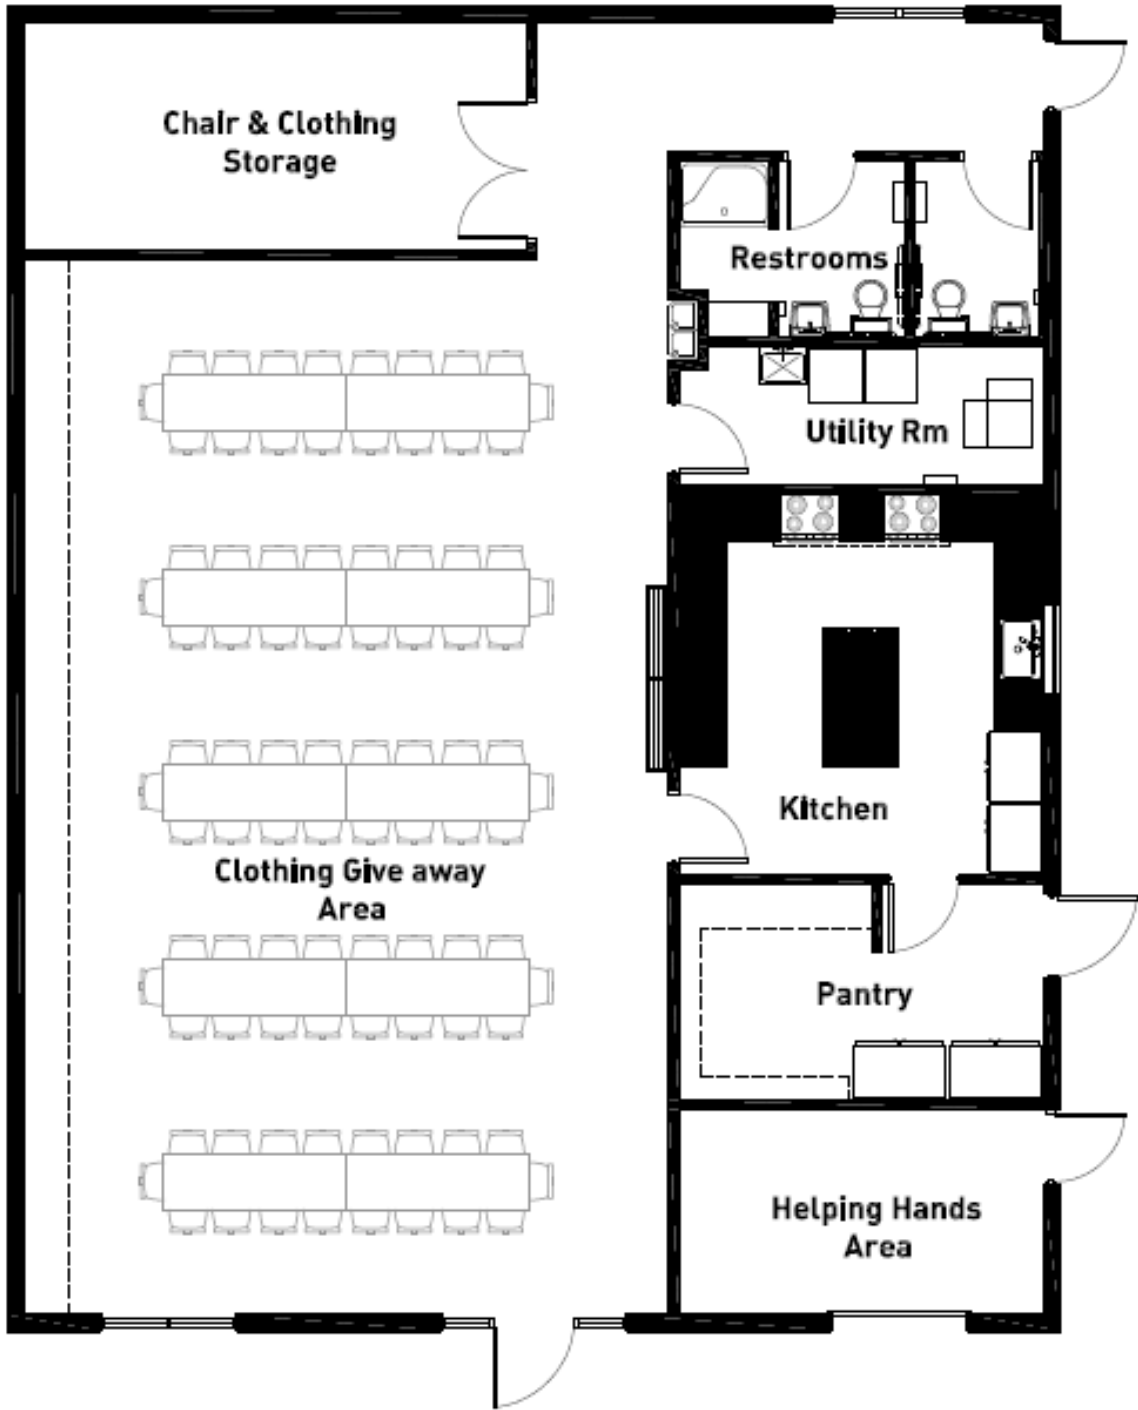 Chair & Clothing
Storage
Restrooms
Utility Rm
Kitchen
Clothing Give away
Area
Pantry
Helping Hands
Area